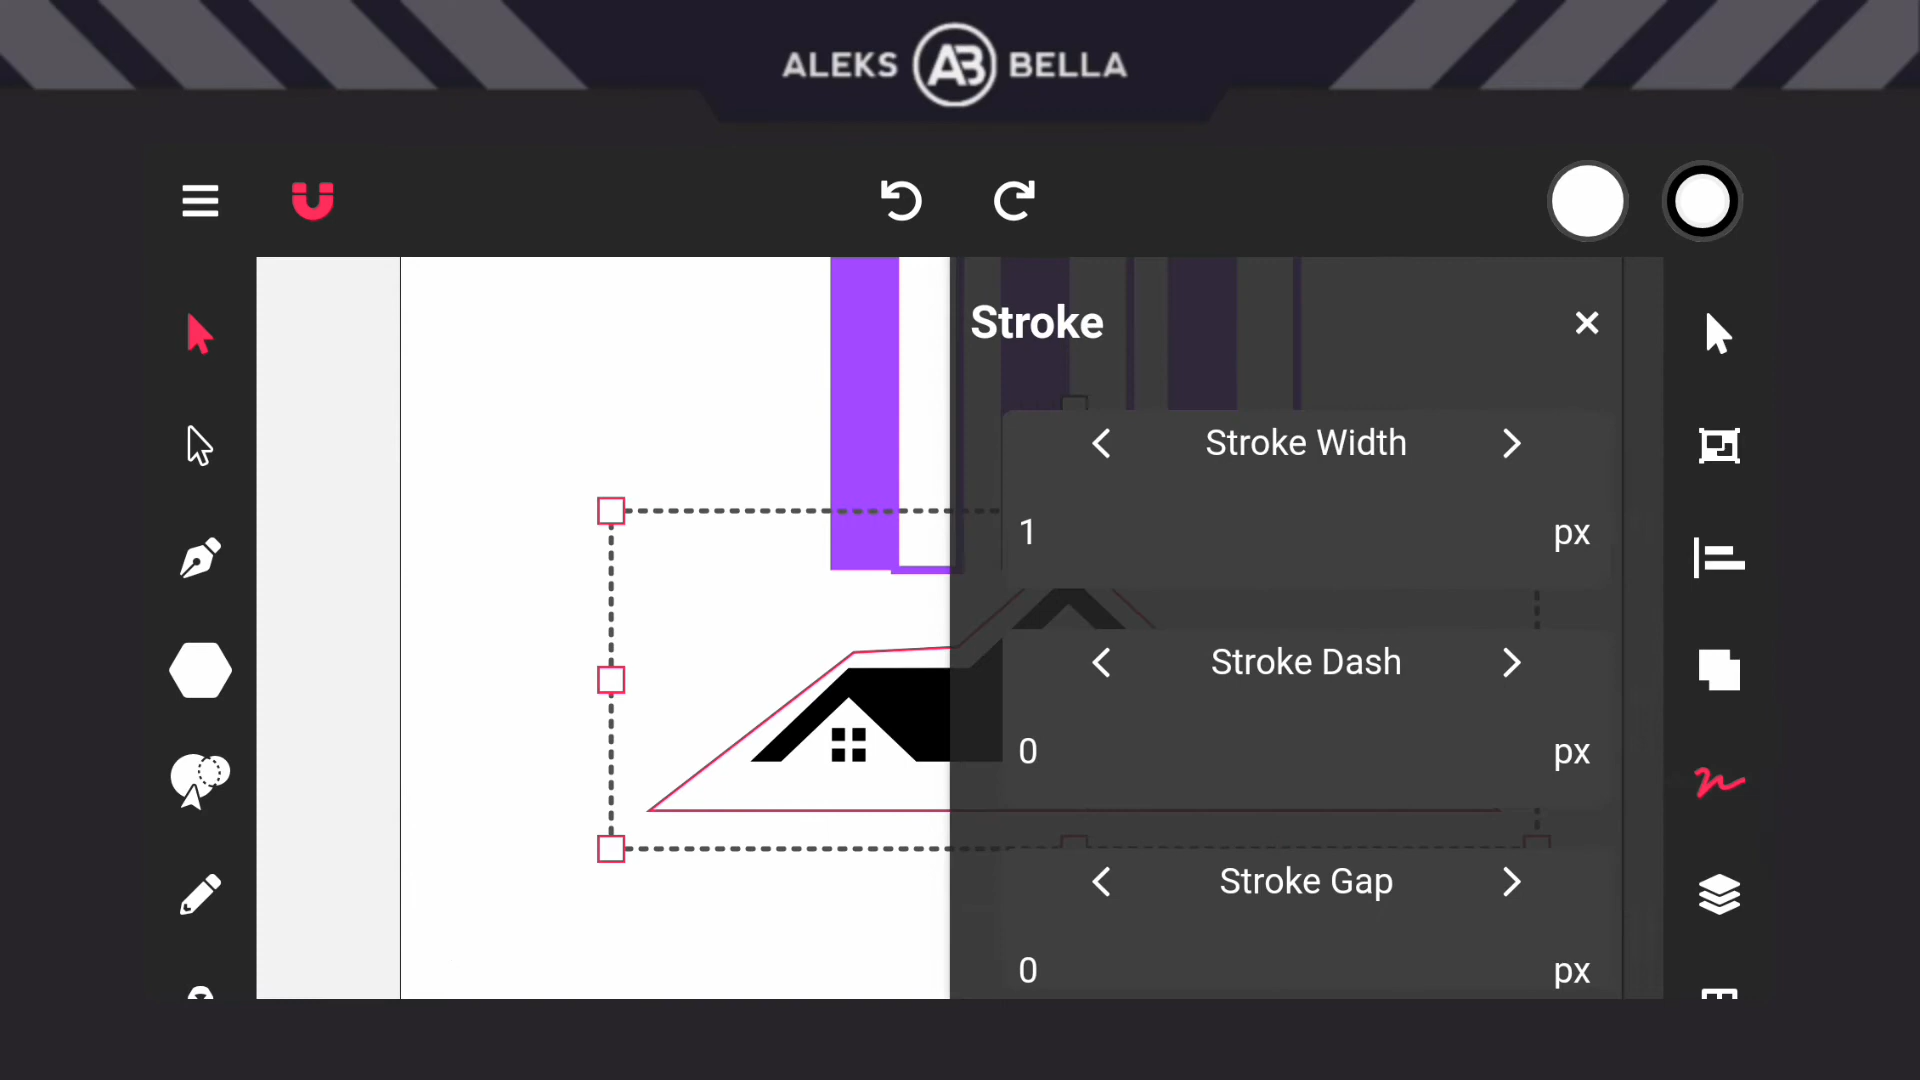 ALEKS AB BELLA
Stroke
Stroke Width
1 px
Stroke Dash
0 px
Stroke Gap
0 px